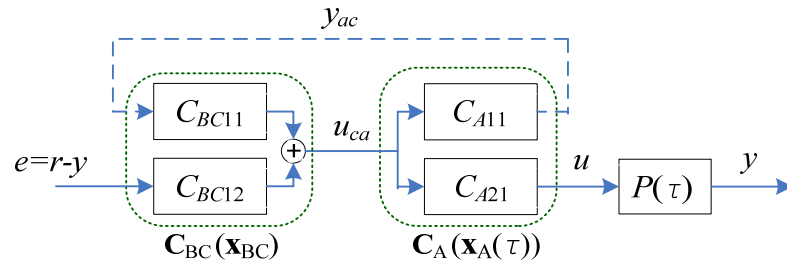 y_ac
C_BC11
C_A11
e=r-y
u_ca
+
u
y
C_BC12
C_A21
P(τ)
C_BC(x_BC)
C_A(x_A(τ))